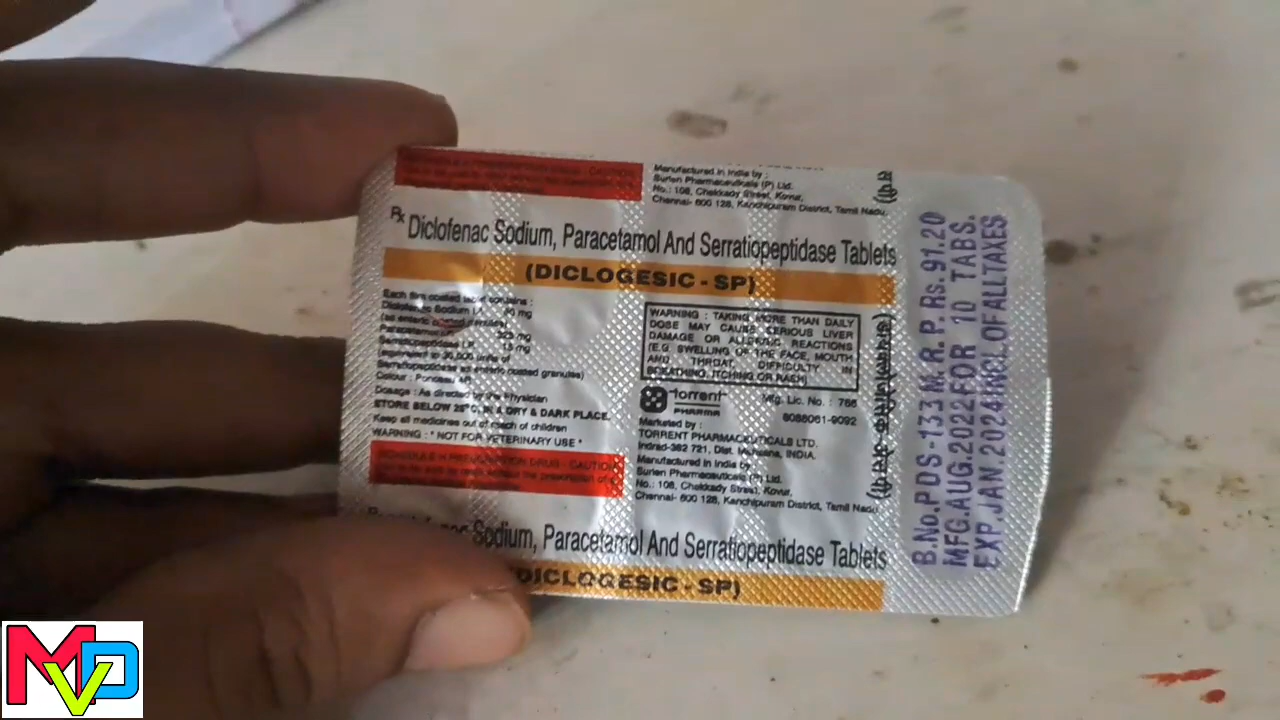 Manufactured in India by :
Surien Pharmaceuticals (P) Ltd.
No.: 108, Chekkady Street, Kovur,
Chennai- 600 128, Kanchipuram District, Tamil Nadu.
Rx Diclofenac Sodium, Paracetamol And Serratiopeptidase Tablets
(DICLOGESIC - SP)
Each film coated tablet contains :
Diclofenac Sodium I.P. 50 mg
(as enteric coated granules)
Paracetamol I.P. 325 mg
Serratiopeptidase I.P. 15 mg
(equivalent to 30,000 units of
Serratiopeptidase as enteric coated granules)
Colour : Ponceau 4R
Dosage : As directed by the Physician
STORE BELOW 25°C, IN A DRY & DARK PLACE.
Keep all medicines out of reach of children
WARNING : " NOT FOR VETERINARY USE "
SCHEDULE H PRESCRIPTION DRUG - CAUTION
WARNING : TAKING MORE THAN DAILY
DOSE MAY CAUSE SERIOUS LIVER
DAMAGE OR ALLERGIC REACTIONS
(E.G. SWELLING OF THE FACE, MOUTH
AND THROAT, DIFFICULTY IN
BREATHING, ITCHING OR RASH)
torrent
PHARMA
Mfg. Lic. No. : 766
8088061-9092
Marketed by :
TORRENT PHARMACEUTICALS LTD.
Indrad-382 721, Dist. Mehsana, INDIA.
Manufactured in India by :
Surien Pharmaceuticals (P) Ltd.
No.: 108, Chekkady Street, Kovur,
Chennai- 600 128, Kanchipuram District, Tamil Nadu.
Sodium, Paracetamol And Serratiopeptidase Tablets
DICLOGESIC - SP)
B.No.PDS-133 M.R.P.Rs.91.20
MFG.AUG.2022 FOR 10 TABS.
EXP.JAN.2024 INCL.OF ALL TAXES
MVD